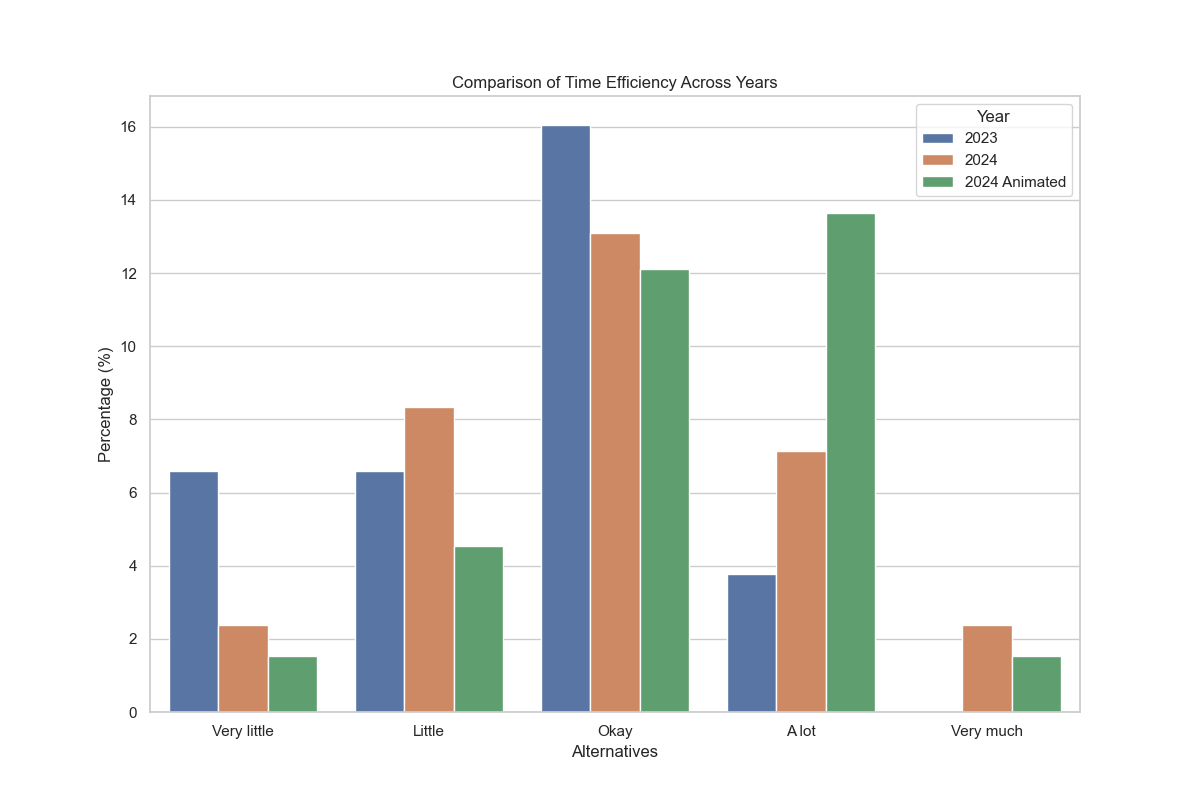 Comparison of Time Efficiency Across Years
Year
2023
2024
2024 Animated
Percentage (%)
16
14
12
10
8
6
4
2
0
Very little
Little
Okay
A lot
Very much
Alternatives